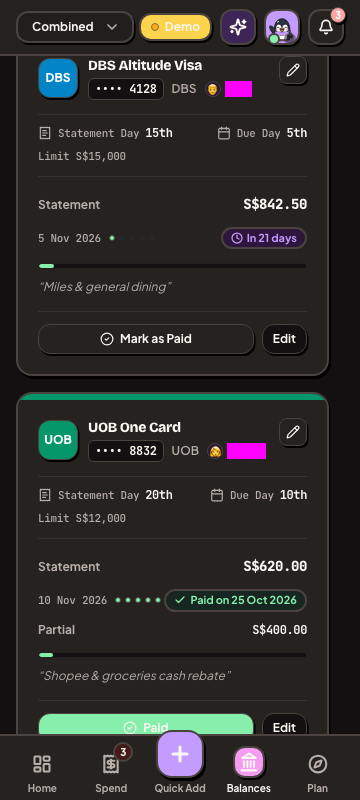 Combined
Demo
3
DBS
DBS Altitude Visa
•••• 4128 DBS
Statement Day 15th
Due Day 5th
Limit S$15,000
Statement S$842.50
5 Nov 2026
In 21 days
“Miles & general dining”
Mark as Paid
Edit
UOB
UOB One Card
•••• 8832 UOB
Statement Day 20th
Due Day 10th
Limit S$12,000
Statement S$620.00
10 Nov 2026
Paid on 25 Oct 2026
Partial S$400.00
“Shopee & groceries cash rebate”
Paid
Edit
3
Home
Spend
Quick Add
Balances
Plan